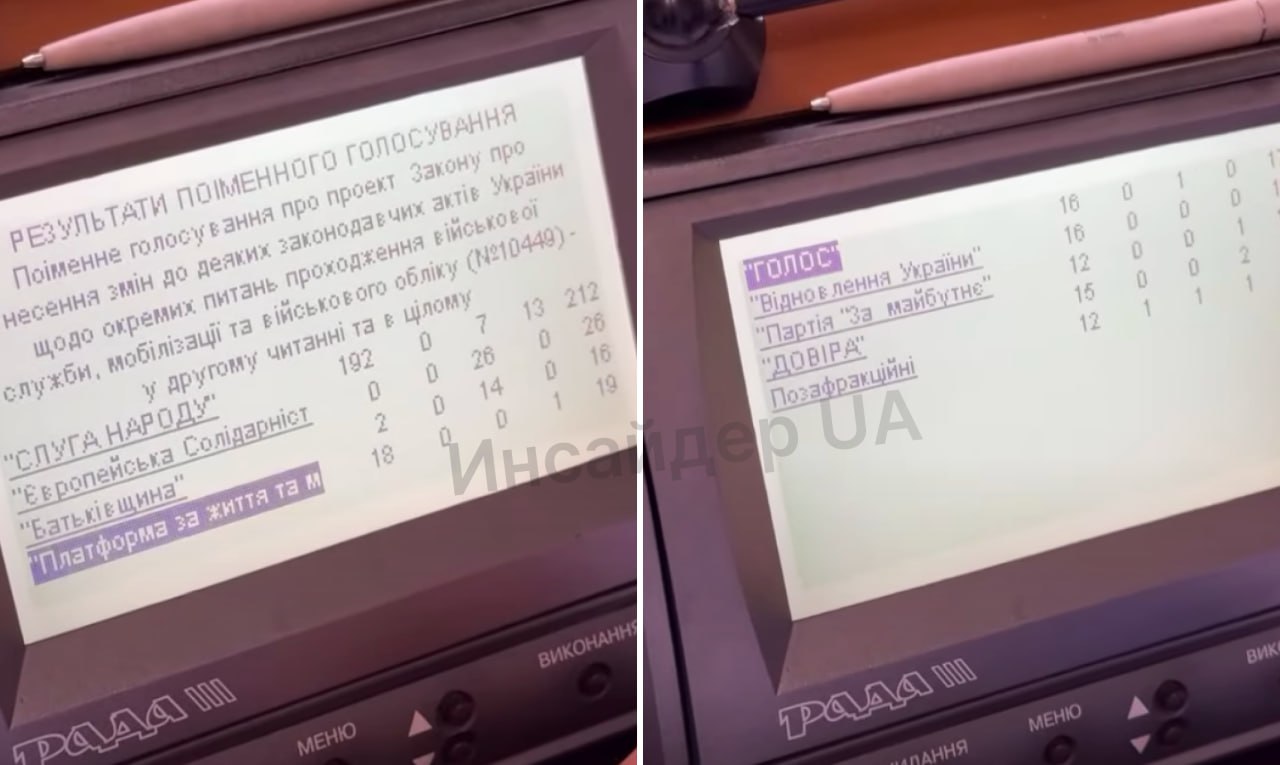 РЕЗУЛЬТАТИ ПОІМЕННОГО ГОЛОСУВАННЯ
Поіменне голосування про проект Закону про
несення змін до деяких законодавчих актів України
щодо окремих питань проходження військової
служби, мобілізації та військового обліку (№10449) -
у другому читанні та в цілому
"СЛУГА НАРОДУ" 192 0 7 13 212
"Європейська Солідарніст 0 0 26 0 26
"Батьківщина" 2 0 14 0 16
"Платформа за життя та м 18 0 0 1 19
РАДА III
МЕНЮ
ВИКОНАННЯ
"ГОЛОС" 16 0 1 0
"Відновлення України" 16 0 0 0
"Партія "За майбутнє" 12 0 0 1
"ДОВІРА" 15 0 0 2
Позафракційні 12 1 1 1
РАДА III
МЕНЮ
Инсайдер UA